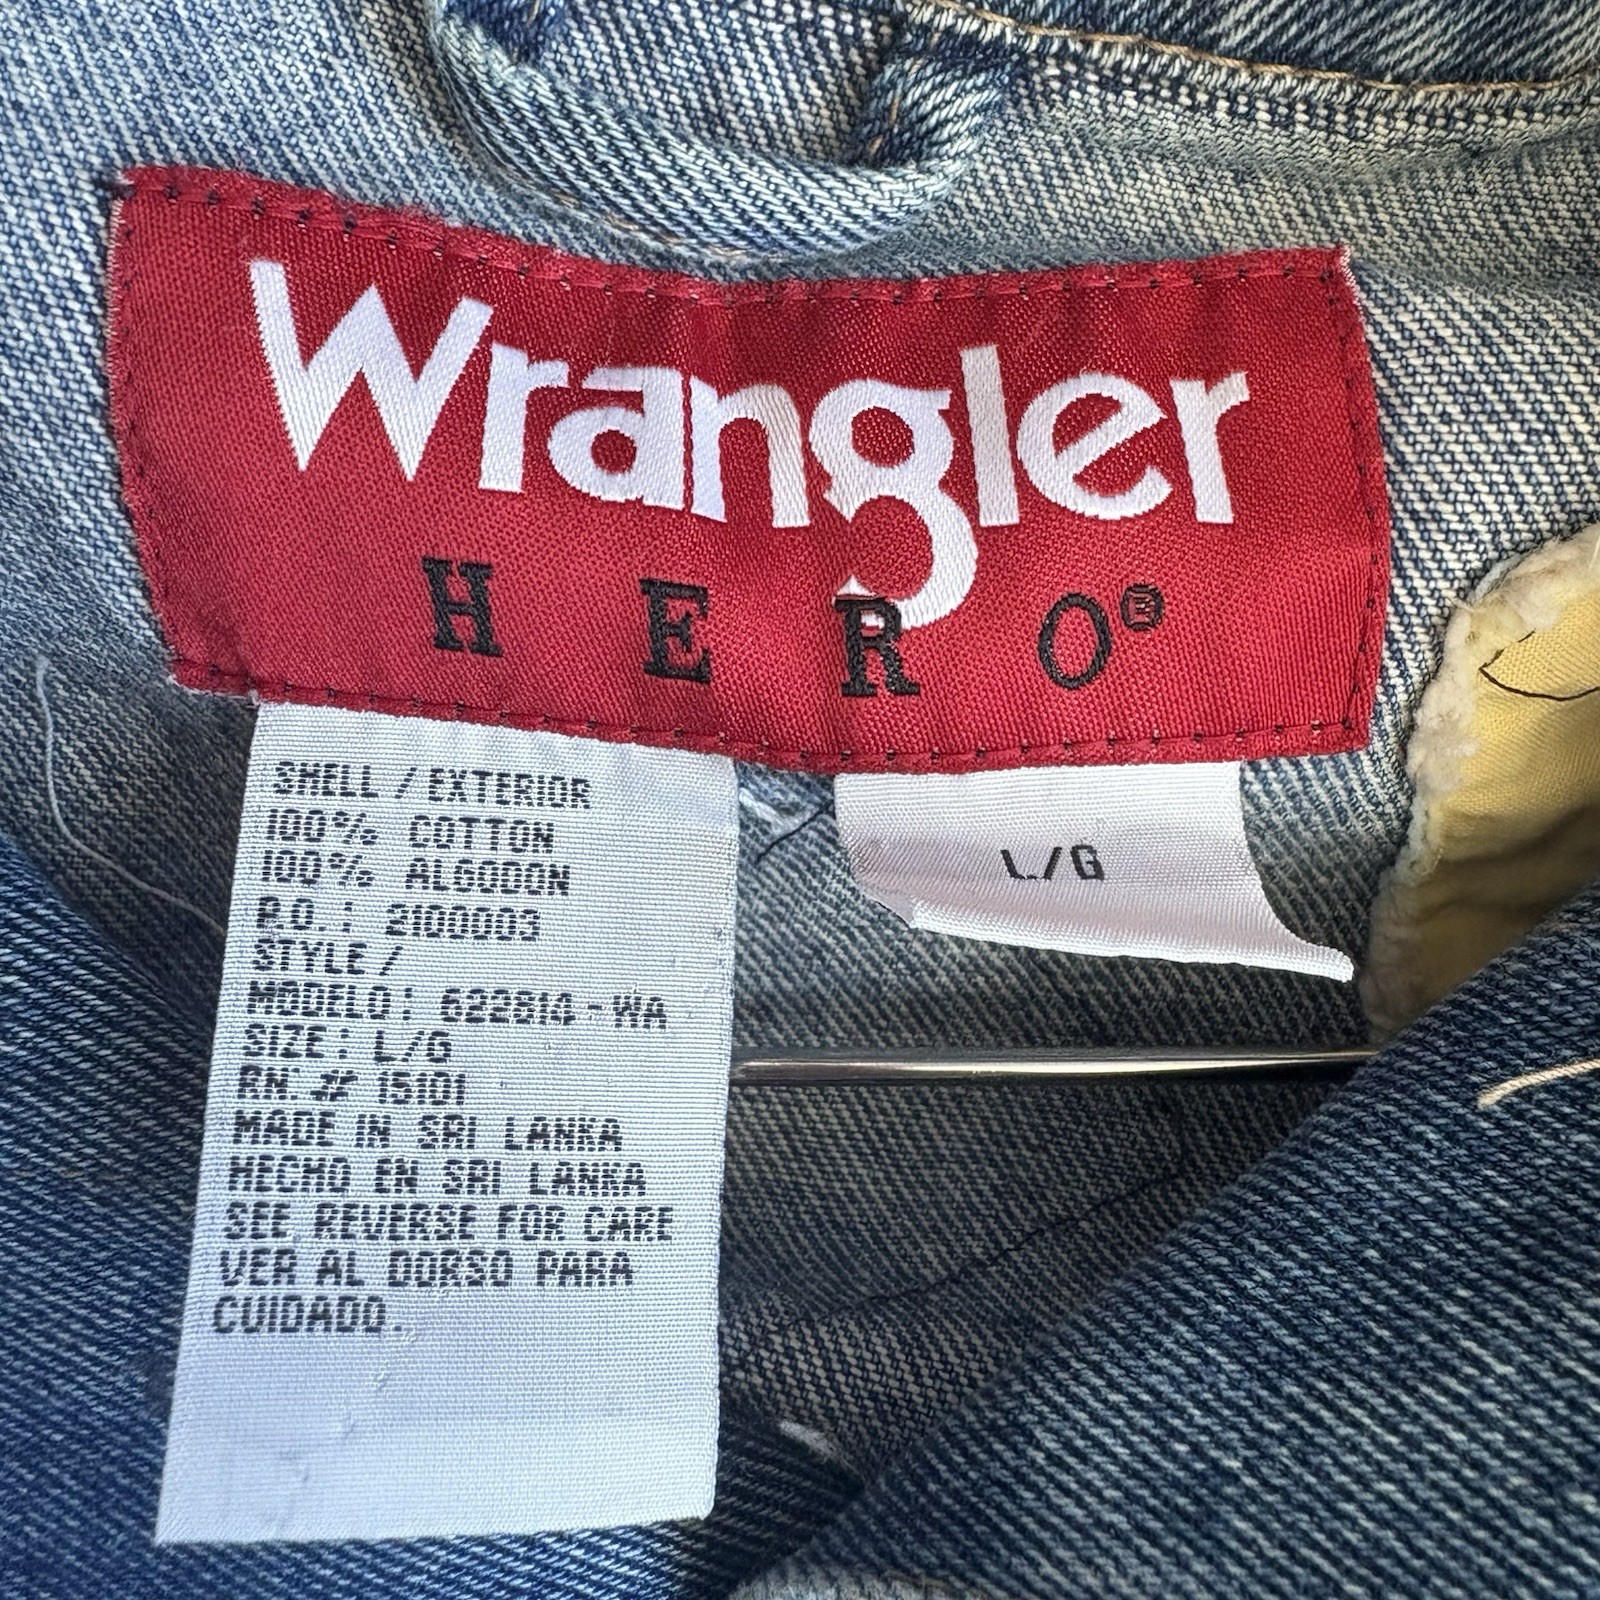 Wrangler
HERO®
SHELL / EXTERIOR
100% COTTON
100% ALGODON
P.O.: 2100003
STYLE /
MODELO: 622814-WA
SIZE: L/G
RN. # 15101
MADE IN SRI LANKA
HECHO EN SRI LANKA
SEE REVERSE FOR CARE
VER AL DORSO PARA
CUIDADO.
L/G